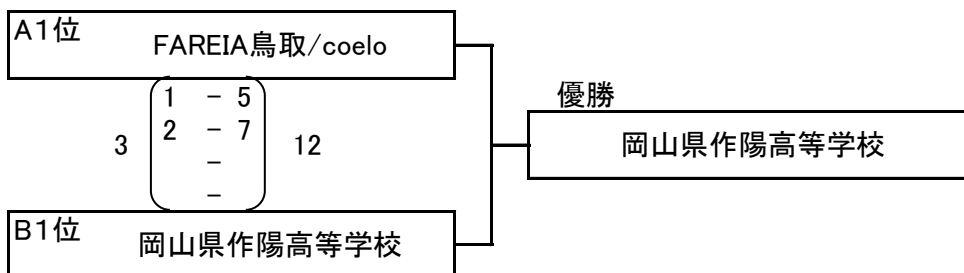 A1位
FAREIA鳥取/coelo
1 - 5
2 - 7
3
12
-
-
優勝
岡山県作陽高等学校
B1位
岡山県作陽高等学校